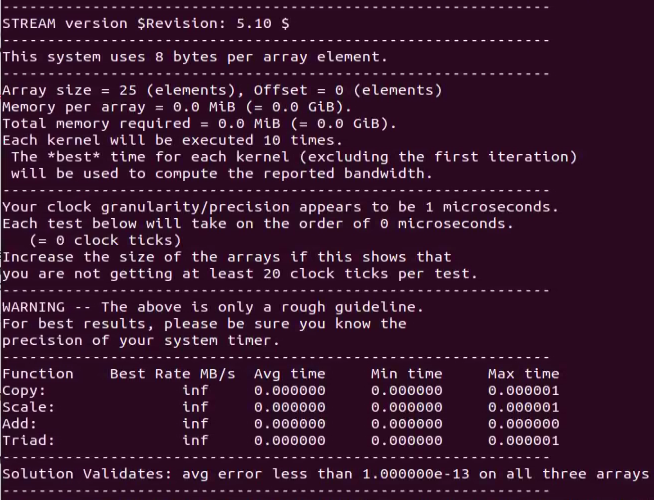 -------------------------------------------------------------
STREAM version $Revision: 5.10 $
-------------------------------------------------------------
This system uses 8 bytes per array element.
-------------------------------------------------------------
Array size = 25 (elements), Offset = 0 (elements)
Memory per array = 0.0 MiB (= 0.0 GiB).
Total memory required = 0.0 MiB (= 0.0 GiB).
Each kernel will be executed 10 times.
 The *best* time for each kernel (excluding the first iteration)
 will be used to compute the reported bandwidth.
-------------------------------------------------------------
Your clock granularity/precision appears to be 1 microseconds.
Each test below will take on the order of 0 microseconds.
   (= 0 clock ticks)
Increase the size of the arrays if this shows that
you are not getting at least 20 clock ticks per test.
-------------------------------------------------------------
WARNING -- The above is only a rough guideline.
For best results, please be sure you know the
precision of your system timer.
-------------------------------------------------------------
Function    Best Rate MB/s  Avg time     Min time     Max time
Copy:               inf     0.000000     0.000000     0.000001
Scale:              inf     0.000000     0.000000     0.000001
Add:                inf     0.000000     0.000000     0.000000
Triad:              inf     0.000000     0.000000     0.000001
-------------------------------------------------------------
Solution Validates: avg error less than 1.000000e-13 on all three arrays
-------------------------------------------------------------